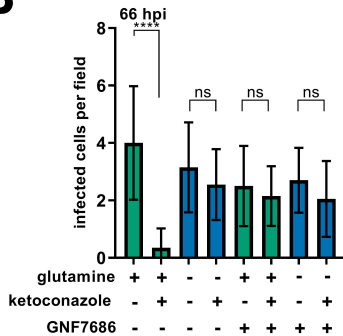 66 hpi
****
ns ns ns
infected cells per field
8
6
4
2
0
glutamine + + - - + + - -
ketoconazole - + - + - + - +
GNF7686 - - - - + + + +